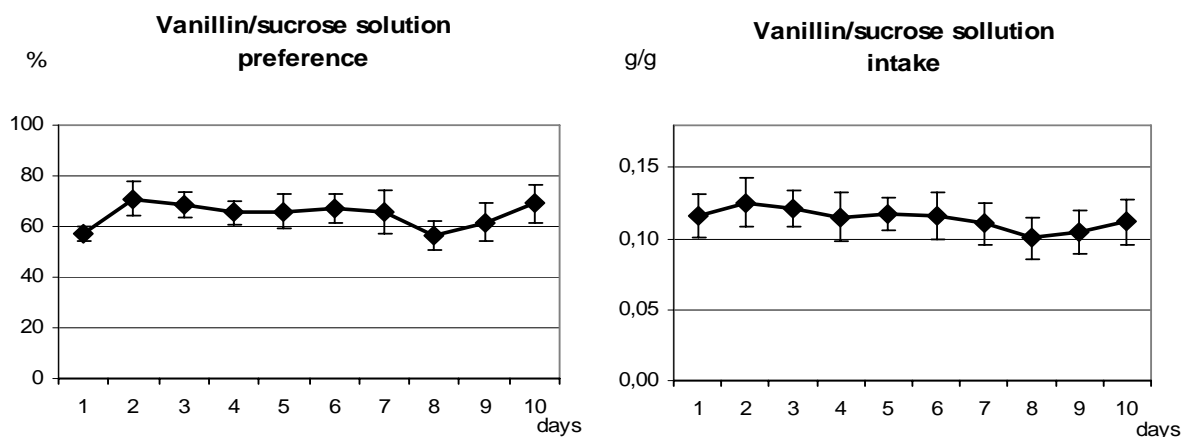 Vanillin/sucrose solution
preference
%
100
80
60
40
20
0
1 2 3 4 5 6 7 8 9 10
days
Vanillin/sucrose sollution
intake
g/g
0,15
0,10
0,05
0,00
1 2 3 4 5 6 7 8 9 10
days